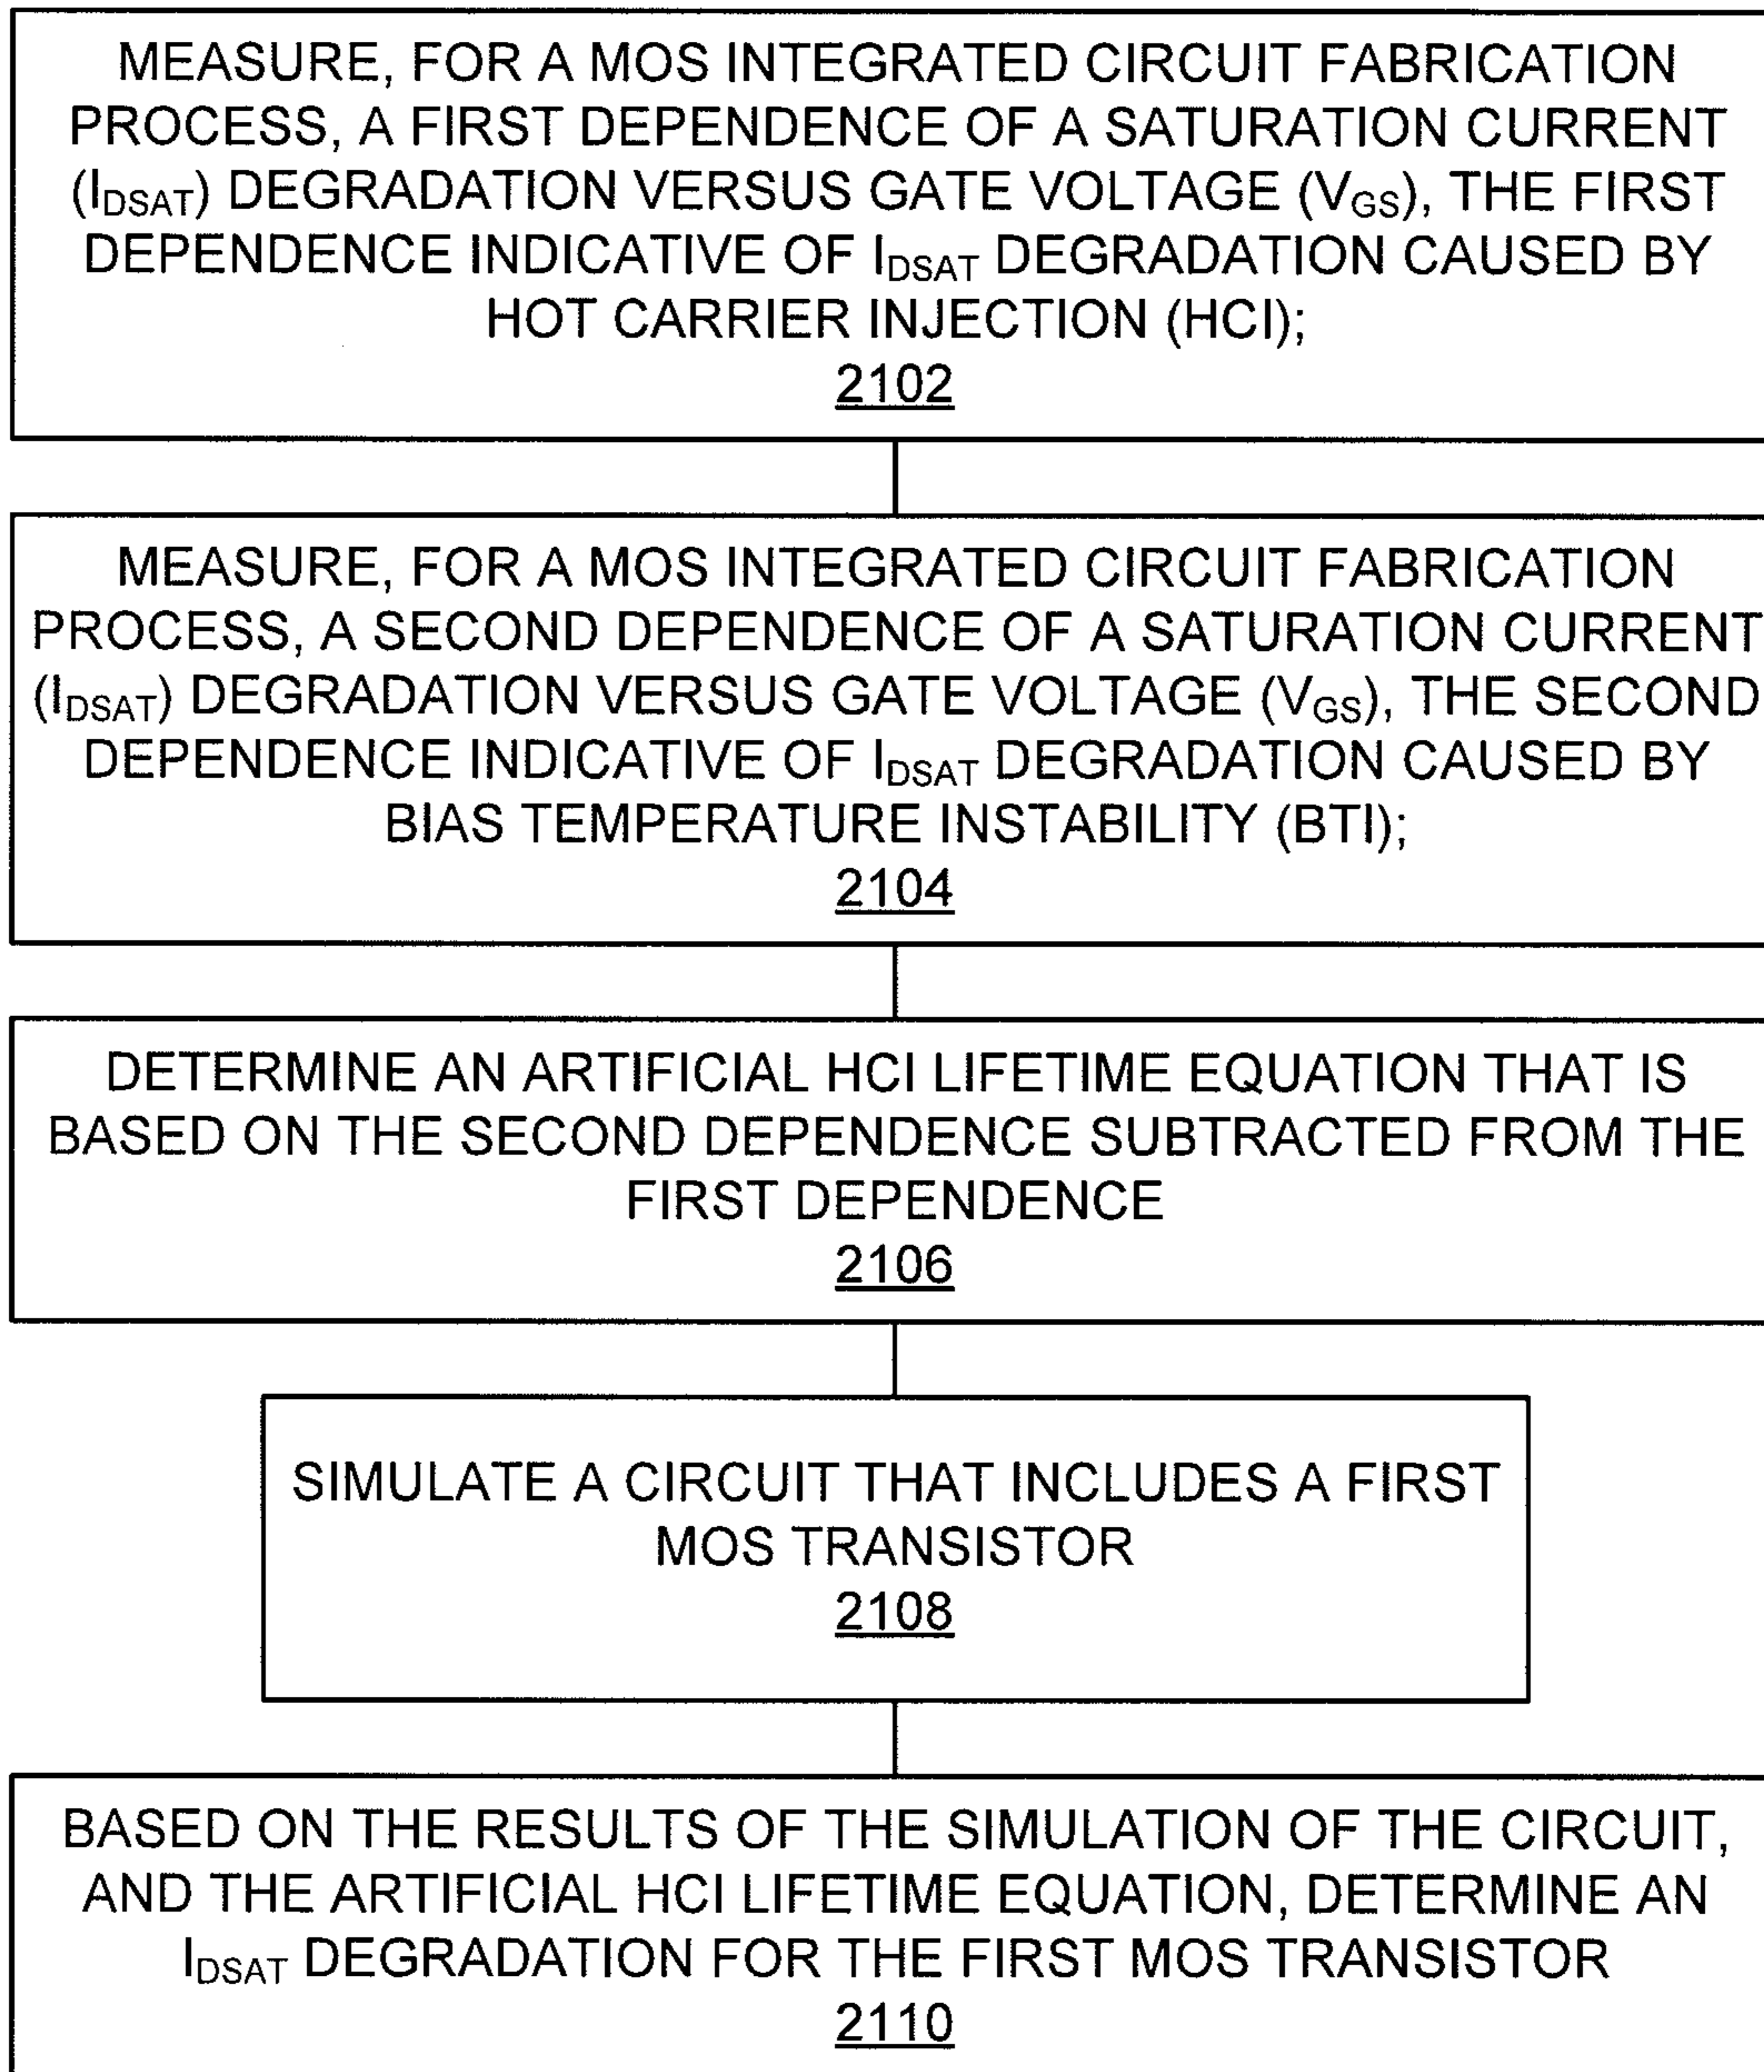 MEASURE, FOR A MOS INTEGRATED CIRCUIT FABRICATION
PROCESS, A FIRST DEPENDENCE OF A SATURATION CURRENT
(IDSAT) DEGRADATION VERSUS GATE VOLTAGE (VGS), THE FIRST
DEPENDENCE INDICATIVE OF IDSAT DEGRADATION CAUSED BY
HOT CARRIER INJECTION (HCI);
2102
MEASURE, FOR A MOS INTEGRATED CIRCUIT FABRICATION
PROCESS, A SECOND DEPENDENCE OF A SATURATION CURRENT
(IDSAT) DEGRADATION VERSUS GATE VOLTAGE (VGS), THE SECOND
DEPENDENCE INDICATIVE OF IDSAT DEGRADATION CAUSED BY
BIAS TEMPERATURE INSTABILITY (BTI);
2104
DETERMINE AN ARTIFICIAL HCI LIFETIME EQUATION THAT IS
BASED ON THE SECOND DEPENDENCE SUBTRACTED FROM THE
FIRST DEPENDENCE
2106
SIMULATE A CIRCUIT THAT INCLUDES A FIRST
MOS TRANSISTOR
2108
BASED ON THE RESULTS OF THE SIMULATION OF THE CIRCUIT,
AND THE ARTIFICIAL HCI LIFETIME EQUATION, DETERMINE AN
IDSAT DEGRADATION FOR THE FIRST MOS TRANSISTOR
2110